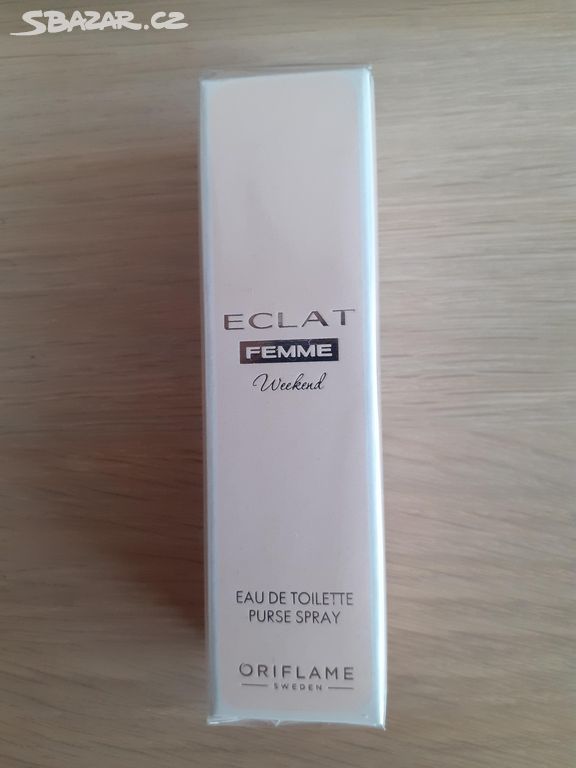 SBAZAR.CZ
ECLAT
FEMME
Weekend
EAU DE TOILETTE
PURSE SPRAY
ORIFLAME
SWEDEN